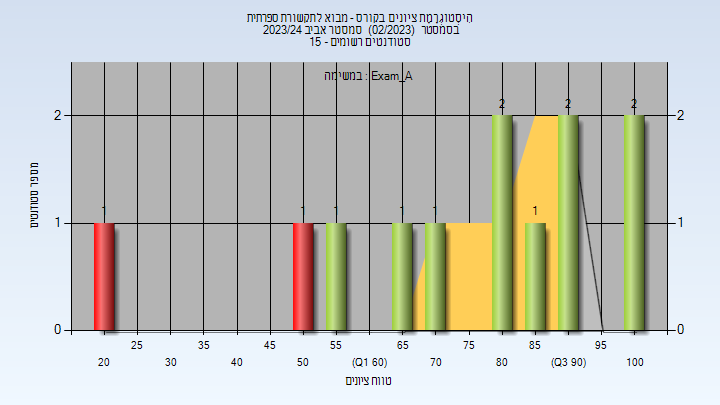 היסטוגרמת ציונים בקורס - מבוא לתקשורת ספרתית
בסמסטר (02/2023) סמסטר אביב 2023/24
סטודנטים רשומים - 15
במשימה : Exam_A
מספר סטודנטים
2 2
1 1
0 0
1 1 1 1 1 2 1 2 2
25 35 45 55 65 75 85 95
20 30 40 50 (Q1 60) 70 80 (Q3 90) 100
טווח ציונים